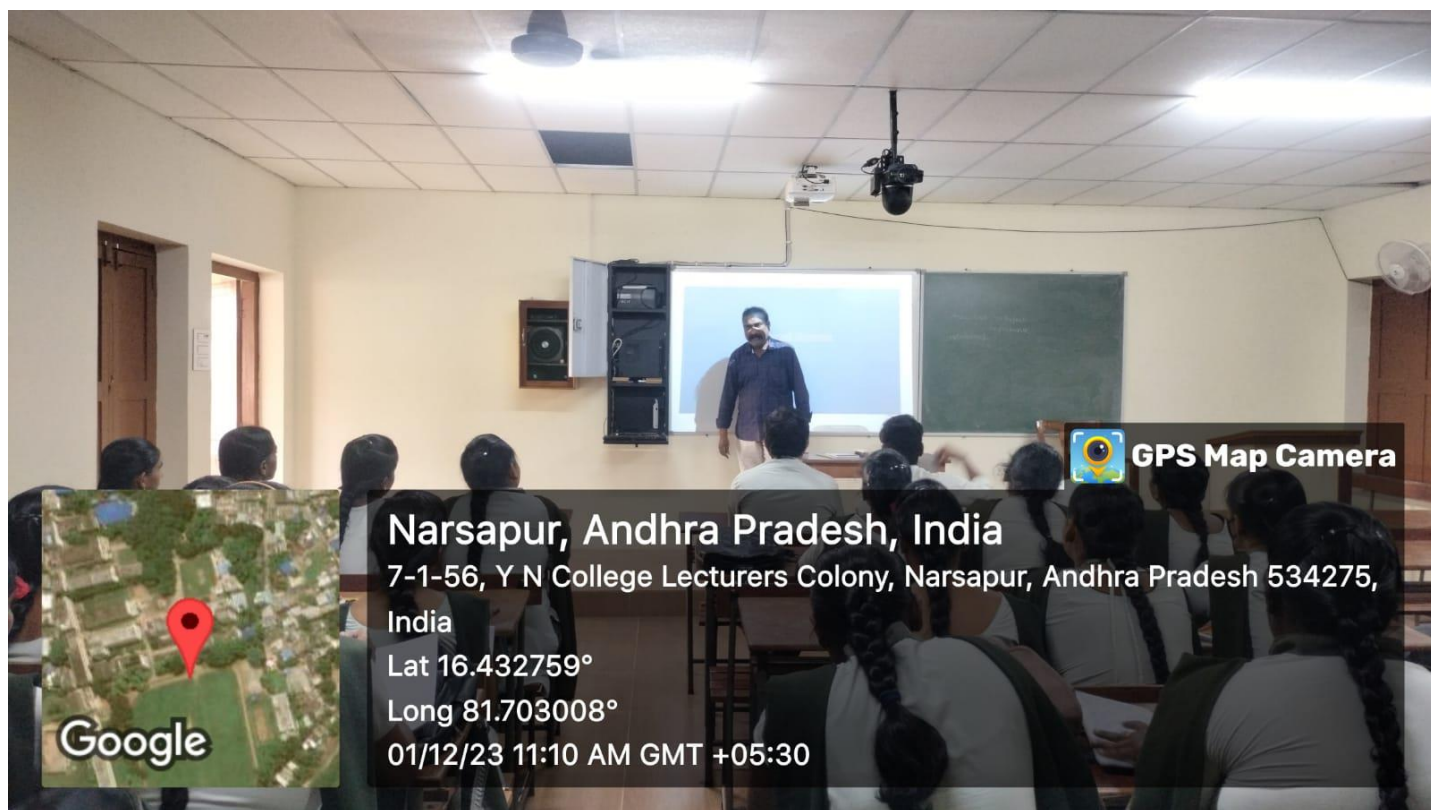 GPS Map Camera
Narsapur, Andhra Pradesh, India
7-1-56, Y N College Lecturers Colony, Narsapur, Andhra Pradesh 534275,
India
Lat 16.432759°
Long 81.703008°
01/12/23 11:10 AM GMT +05:30
Google